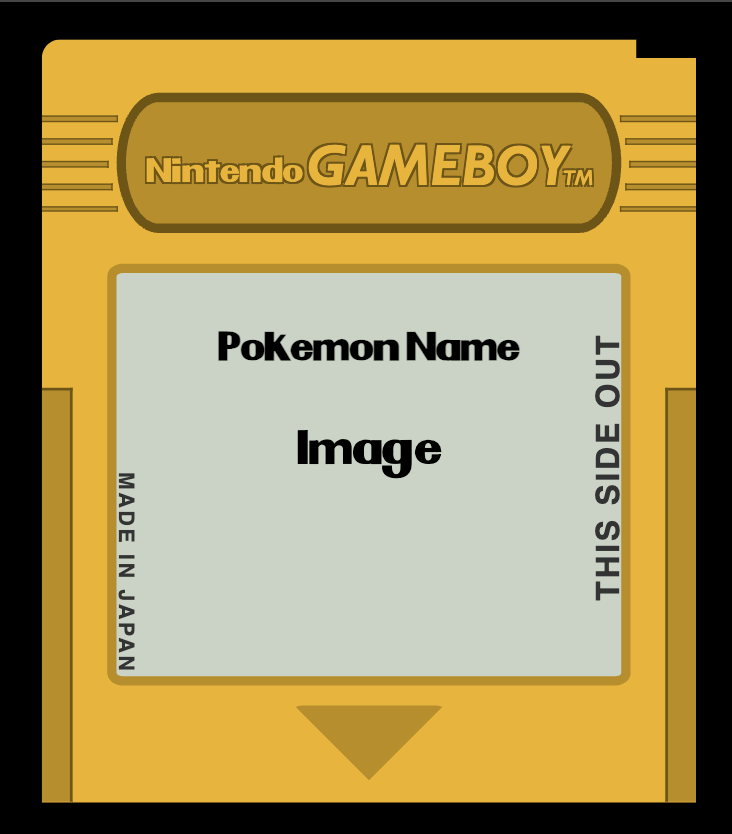 Nintendo GAMEBOY TM
PoKemon Name
Image
THIS SIDE OUT
MADE IN JAPAN